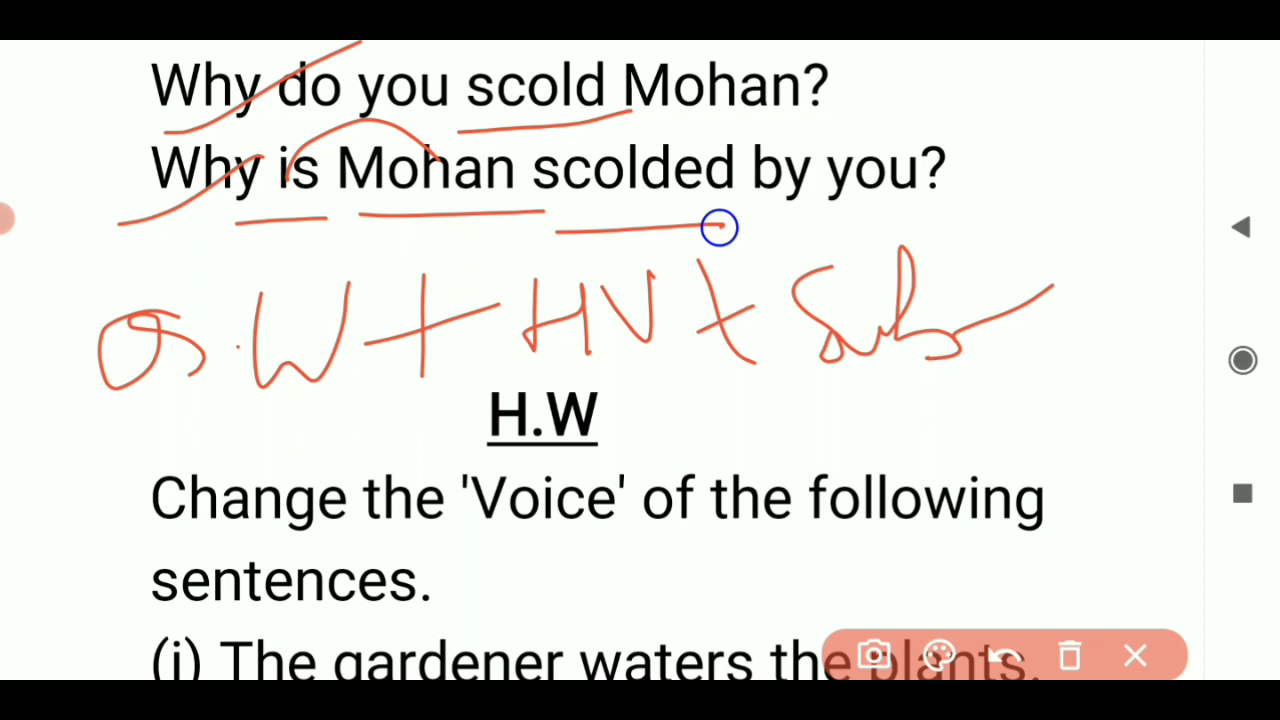 Why do you scold Mohan?
Why is Mohan scolded by you?
Q.W + HV + Sub
H.W
Change the 'Voice' of the following
sentences.
(i) The gardener waters the plants.